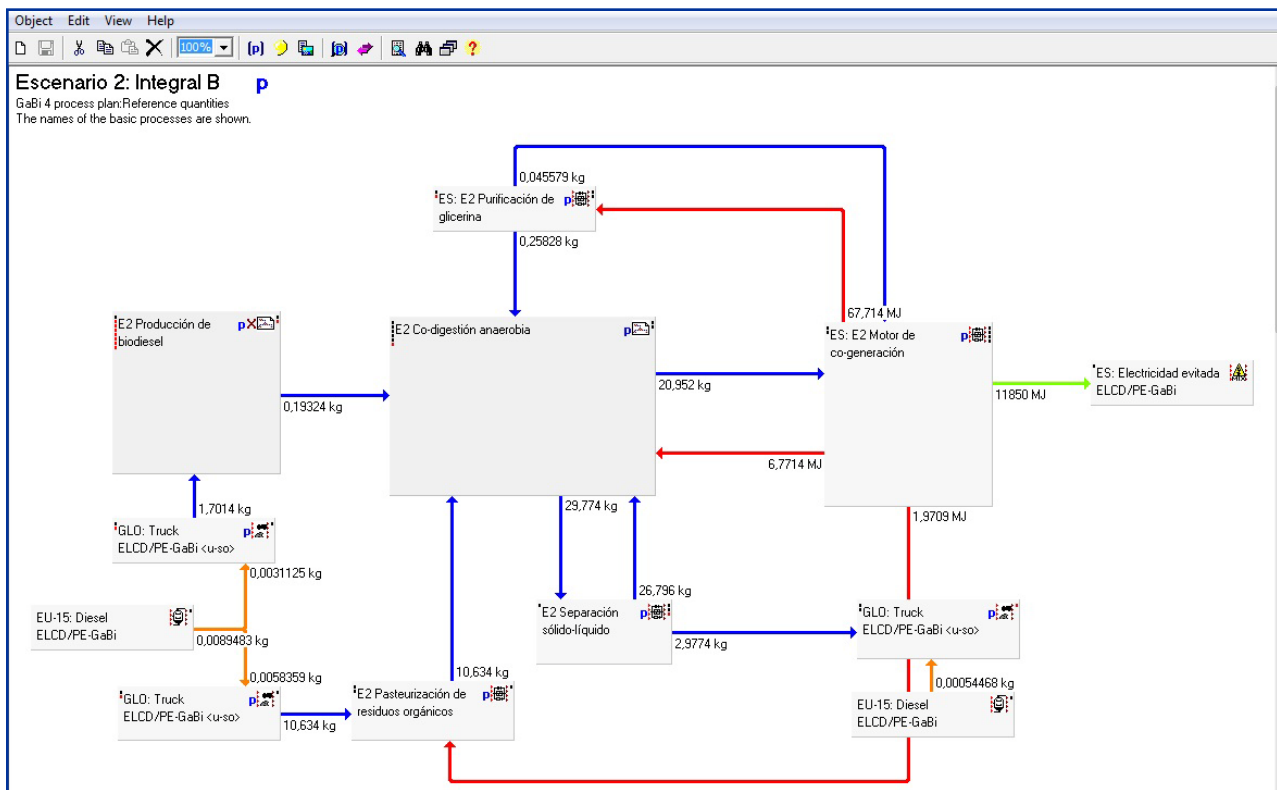 Object Edit View Help
100%
Escenario 2: Integral B p
GaBi 4 process plan:Reference quantities
The names of the basic processes are shown.
0,045579 kg
ES: E2 Purificación de
glicerina
0,25828 kg
67,714 MJ
E2 Producción de
biodiesel
E2 Co-digestión anaerobia
ES: E2 Motor de
co-generación
ES: Electricidad evitada
ELCD/PE-GaBi
0,19324 kg
20,952 kg
11850 MJ
6,7714 MJ
1,7014 kg
29,774 kg
1,9709 MJ
GLO: Truck
ELCD/PE-GaBi <u-so>
0,0031125 kg
26,796 kg
EU-15: Diesel
ELCD/PE-GaBi
0,0089483 kg
E2 Separación
sólido-líquido
2,9774 kg
GLO: Truck
ELCD/PE-GaBi <u-so>
0,0058359 kg
10,634 kg
0,00054468 kg
GLO: Truck
ELCD/PE-GaBi <u-so>
10,634 kg
E2 Pasteurización de
residuos orgánicos
EU-15: Diesel
ELCD/PE-GaBi